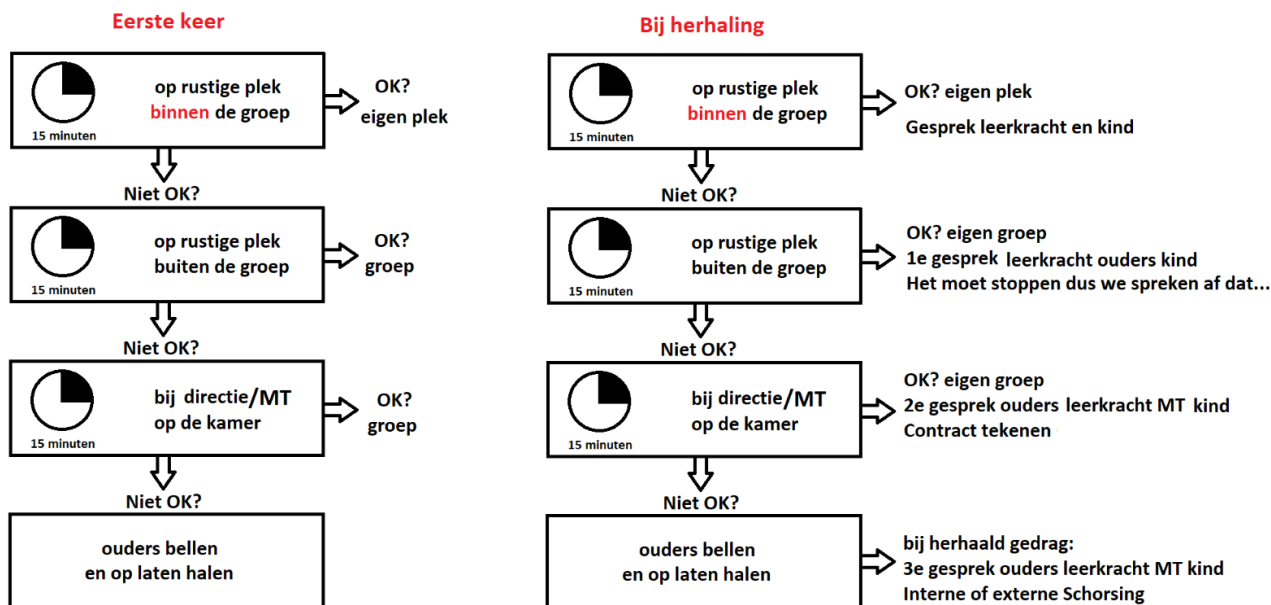 Eerste keer
15 minuten
op rustige plek
binnen de groep
OK?
eigen plek
Niet OK?
15 minuten
op rustige plek
buiten de groep
OK?
groep
Niet OK?
15 minuten
bij directie/MT
op de kamer
OK?
groep
Niet OK?
ouders bellen
en op laten halen
Bij herhaling
15 minuten
op rustige plek
binnen de groep
OK? eigen plek
Gesprek leerkracht en kind
Niet OK?
15 minuten
op rustige plek
buiten de groep
OK? eigen groep
1e gesprek leerkracht ouders kind
Het moet stoppen dus we spreken af dat...
Niet OK?
15 minuten
bij directie/MT
op de kamer
OK? eigen groep
2e gesprek ouders leerkracht MT kind
Contract tekenen
Niet OK?
ouders bellen
en op laten halen
bij herhaald gedrag:
3e gesprek ouders leerkracht MT kind
Interne of externe Schorsing